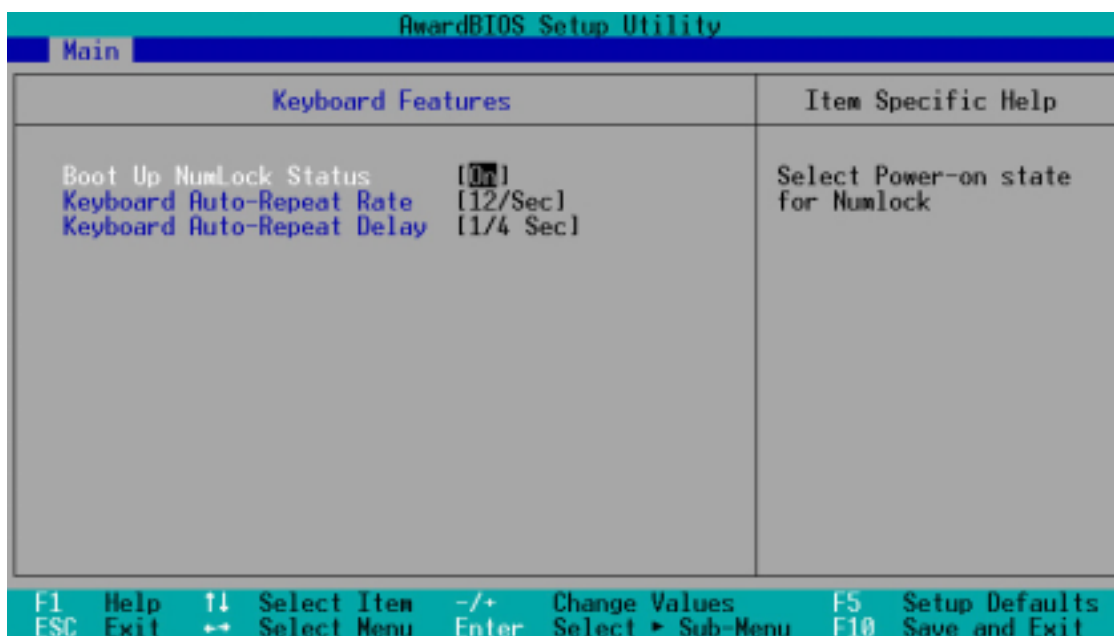 AwardBIOS Setup Utility
Main
Keyboard Features
Item Specific Help
Boot Up NumLock Status [On]
Keyboard Auto-Repeat Rate [12/Sec]
Keyboard Auto-Repeat Delay [1/4 Sec]
Select Power-on state
for Numlock
F1 Help ↑↓ Select Item -/+ Change Values F5 Setup Defaults
ESC Exit ←→ Select Menu Enter Select ► Sub-Menu F10 Save and Exit